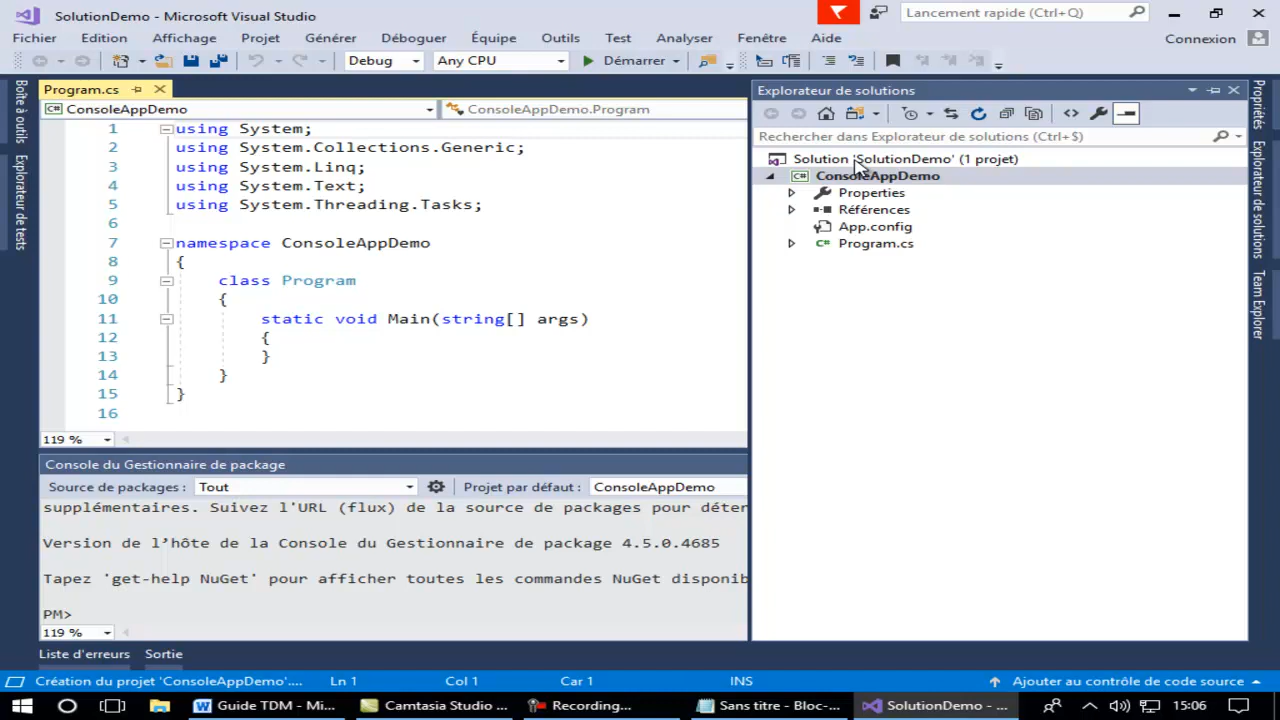 SolutionDemo - Microsoft Visual Studio
Lancement rapide (Ctrl+Q)
Fichier Edition Affichage Projet Générer Déboguer Équipe Outils Test Analyser Fenêtre Aide Connexion
Debug Any CPU Démarrer
Boîte à outils
Explorateur de tests
Program.cs
ConsoleAppDemo ConsoleAppDemo.Program
1 using System;
2 using System.Collections.Generic;
3 using System.Linq;
4 using System.Text;
5 using System.Threading.Tasks;
6
7 namespace ConsoleAppDemo
8 {
9 class Program
10 {
11 static void Main(string[] args)
12 {
13 }
14 }
15 }
16
119 %
Console du Gestionnaire de package
Source de packages : Tout Projet par défaut : ConsoleAppDemo
supplémentaires. Suivez l'URL (flux) de la source de packages pour déter
Version de l’hôte de la Console du Gestionnaire de package 4.5.0.4685
Tapez 'get-help NuGet' pour afficher toutes les commandes NuGet disponib
PM>
119 %
Liste d'erreurs Sortie
Explorateur de solutions
Rechercher dans Explorateur de solutions (Ctrl+$)
Solution 'SolutionDemo' (1 projet)
ConsoleAppDemo
Properties
Références
App.config
Program.cs
Propriétés
Explorateur de solutions
Team Explorer
Création du projet 'ConsoleAppDemo'.... Ln 1 Col 1 Car 1 INS Ajouter au contrôle de code source
Guide TDM - Mi... Camtasia Studio ... Recording... Sans titre - Bloc-... SolutionDemo - ... 15:06